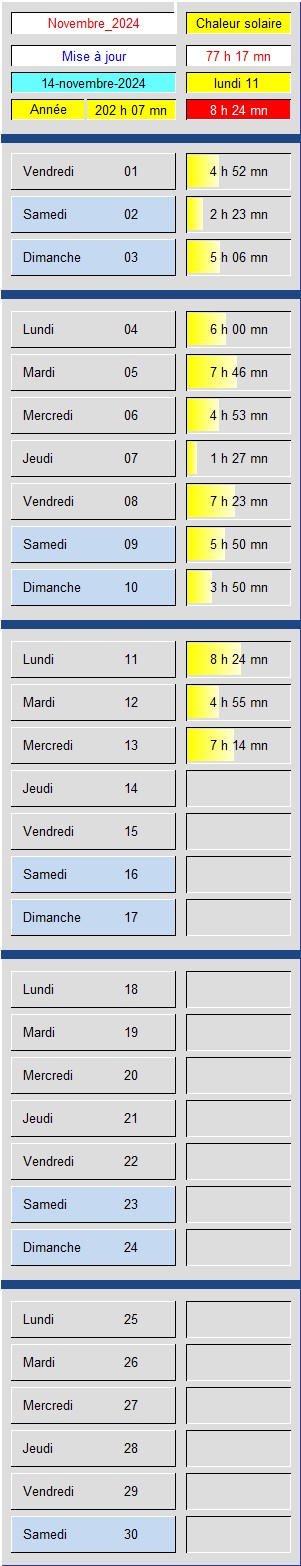 Novembre_2024 Chaleur solaire
Mise à jour 77 h 17 mn
14-novembre-2024 lundi 11
Année 202 h 07 mn 8 h 24 mn
Vendredi 01 4 h 52 mn
Samedi 02 2 h 23 mn
Dimanche 03 5 h 06 mn
Lundi 04 6 h 00 mn
Mardi 05 7 h 46 mn
Mercredi 06 4 h 53 mn
Jeudi 07 1 h 27 mn
Vendredi 08 7 h 23 mn
Samedi 09 5 h 50 mn
Dimanche 10 3 h 50 mn
Lundi 11 8 h 24 mn
Mardi 12 4 h 55 mn
Mercredi 13 7 h 14 mn
Jeudi 14
Vendredi 15
Samedi 16
Dimanche 17
Lundi 18
Mardi 19
Mercredi 20
Jeudi 21
Vendredi 22
Samedi 23
Dimanche 24
Lundi 25
Mardi 26
Mercredi 27
Jeudi 28
Vendredi 29
Samedi 30